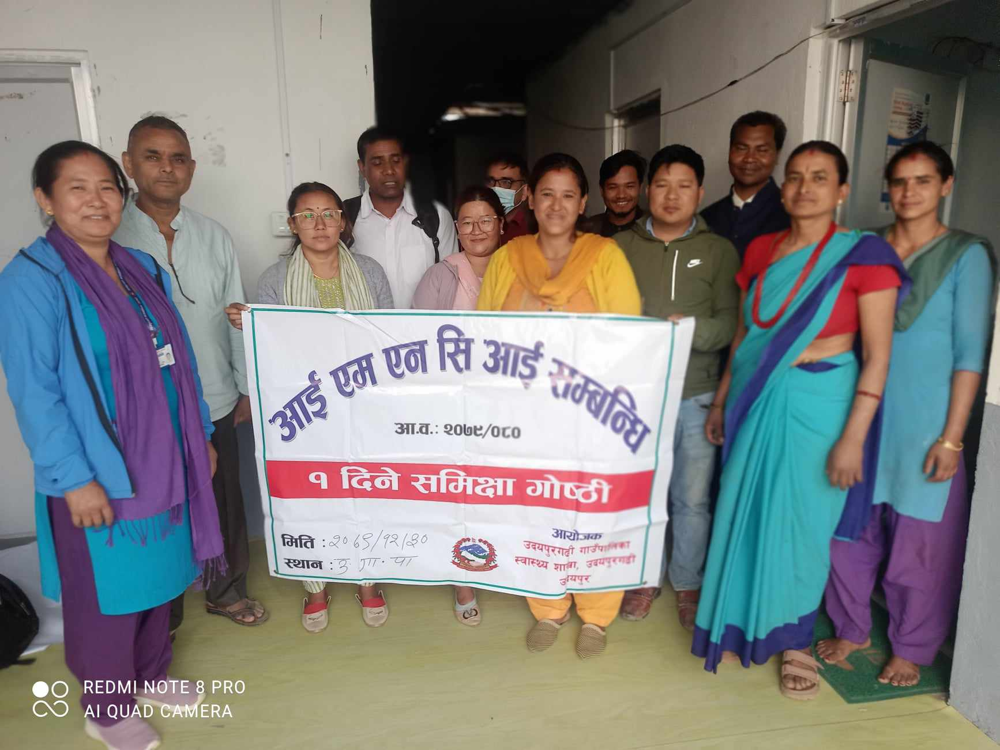 आई एम एन सि आई सम्बन्धि
आ.व.: २०७९/०८०
१ दिने समिक्षा गोष्ठी
मिति : २०७९/१२/३०
स्थान : उ. गा. पा
आयोजक
उदयपुरगढी गाउँपालिका
स्वास्थ्य शाखा, उदयपुरगढी
उदयपुर
REDMI NOTE 8 PRO
AI QUAD CAMERA